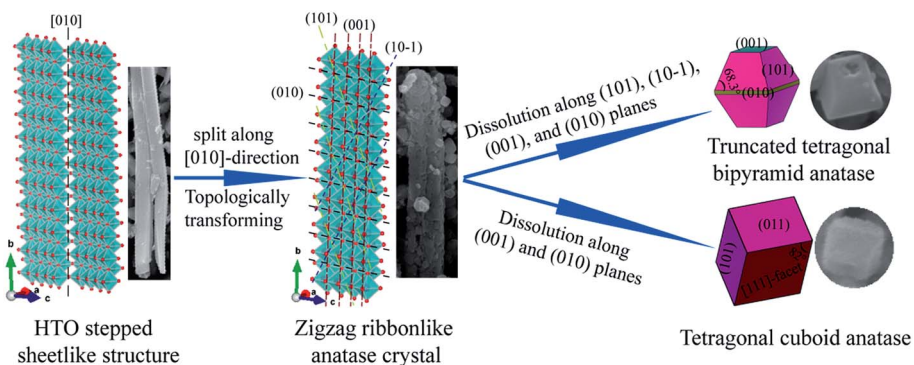 [010]
b
a
c
HTO stepped
sheetlike structure
split along
[010]-direction
Topologically
transforming
(101)
(001)
(10-1)
(010)
b
a
c
Zigzag ribbonlike
anatase crystal
Dissolution along (101), (10-1),
(001), and (010) planes
Dissolution along
(001) and (010) planes
(001)
(101)
68.3°
(010)
Truncated tetragonal
bipyramid anatase
(011)
(101)
[111]-facet
Tetragonal cuboid anatase